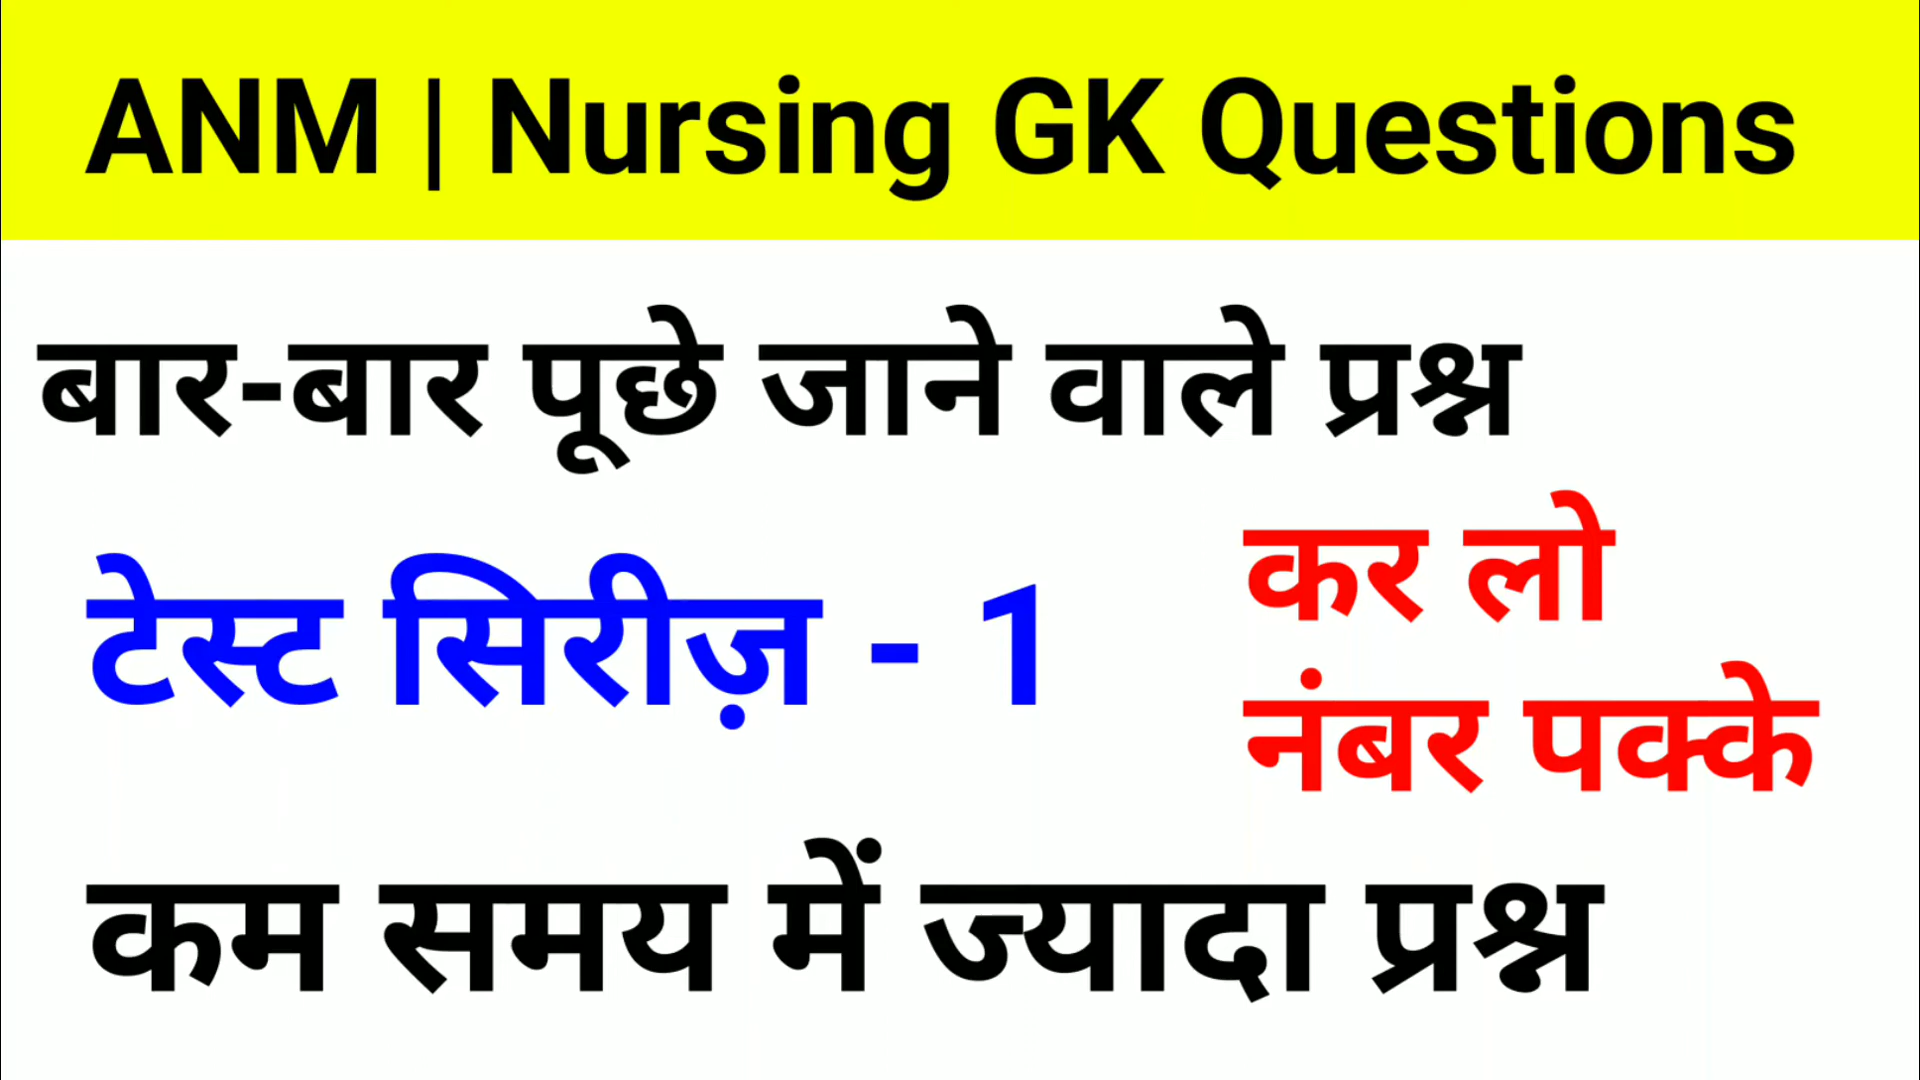 ANM | Nursing GK Questions
बार-बार पूछे जाने वाले प्रश्न
टेस्ट सिरीज़ - 1
कर लो
नंबर पक्के
कम समय में ज्यादा प्रश्न